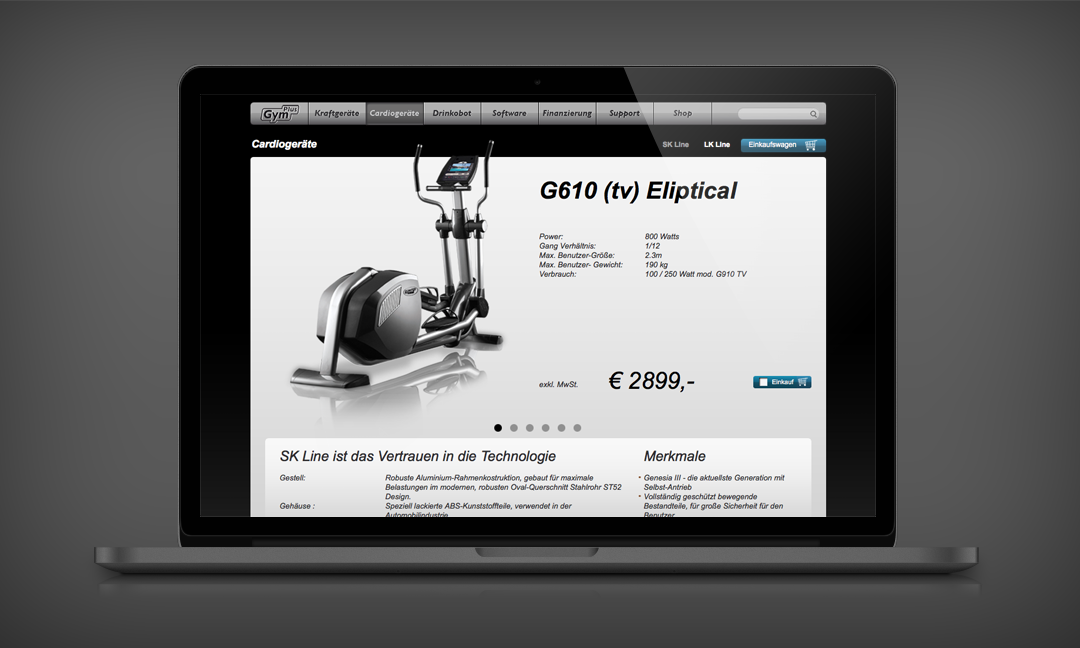 Gym Plus
Kraftgeräte
Cardiogeräte
Drinkobot
Software
Finanzierung
Support
Shop
Cardiogeräte
SK Line
LK Line
Einkaufswagen
G610 (tv) Eliptical
Power: 800 Watts
Gang Verhältnis: 1/12
Max. Benutzer-Größe: 2.3m
Max. Benutzer- Gewicht: 190 kg
Verbrauch: 100 / 250 Watt mod. G910 TV
exkl. MwSt. € 2899,-
Einkauf
SK Line ist das Vertrauen in die Technologie
Gestell: Robuste Aluminium-Rahmenkostruktion, gebaut für maximale
Belastungen im modernen, robusten Oval-Querschnitt Stahlrohr ST52
Design.
Gehäuse : Speziell lackierte ABS-Kunststoffteile, verwendet in der
Automobilindustrie
Merkmale
- Genesia III - die aktuellste Generation mit
Selbst-Antrieb
- Vollständig geschützt bewegende
Bestandteile, für große Sicherheit für den
Benutzer